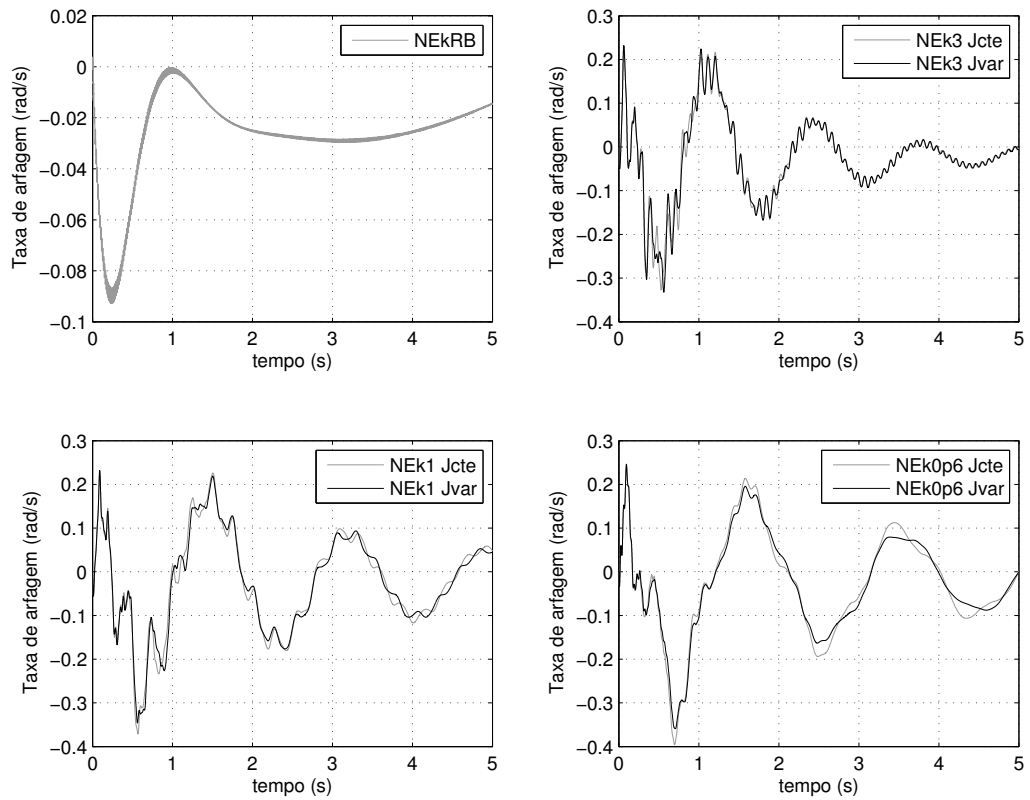 NEkRB
0.02
0
−0.02
−0.04
−0.06
−0.08
−0.1
Taxa de arfagem (rad/s)
0 1 2 3 4 5
tempo (s)
NEk3 Jcte
NEk3 Jvar
0.3
0.2
0.1
0
−0.1
−0.2
−0.3
−0.4
Taxa de arfagem (rad/s)
0 1 2 3 4 5
tempo (s)
NEk1 Jcte
NEk1 Jvar
0.3
0.2
0.1
0
−0.1
−0.2
−0.3
−0.4
Taxa de arfagem (rad/s)
0 1 2 3 4 5
tempo (s)
NEk0p6 Jcte
NEk0p6 Jvar
0.3
0.2
0.1
0
−0.1
−0.2
−0.3
−0.4
Taxa de arfagem (rad/s)
0 1 2 3 4 5
tempo (s)